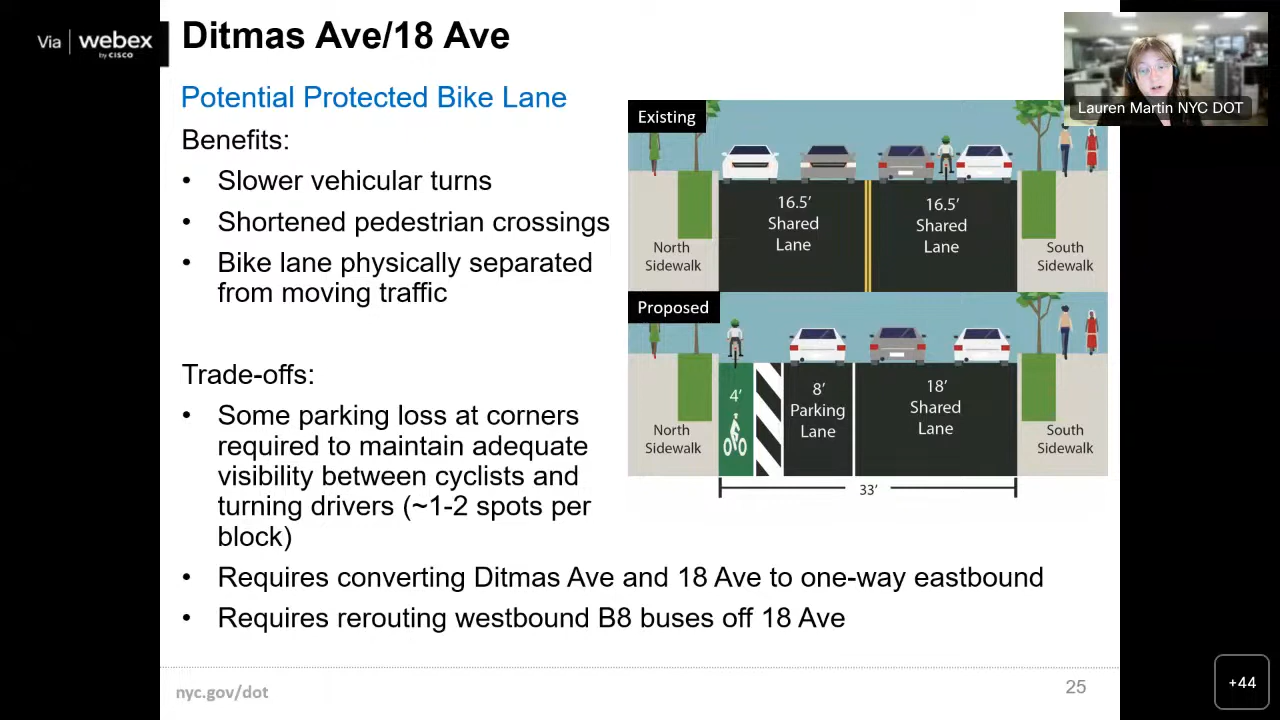 Via | webex
by CISCO
Ditmas Ave/18 Ave
Lauren Martin NYC DOT
Potential Protected Bike Lane
Benefits:
• Slower vehicular turns
• Shortened pedestrian crossings
• Bike lane physically separated
from moving traffic
Trade-offs:
• Some parking loss at corners
required to maintain adequate
visibility between cyclists and
turning drivers (~1-2 spots per
block)
• Requires converting Ditmas Ave and 18 Ave to one-way eastbound
• Requires rerouting westbound B8 buses off 18 Ave
Existing
North
Sidewalk
16.5'
Shared
Lane
16.5'
Shared
Lane
South
Sidewalk
Proposed
North
Sidewalk
4'
8'
Parking
Lane
18'
Shared
Lane
South
Sidewalk
33'
nyc.gov/dot
25
+44